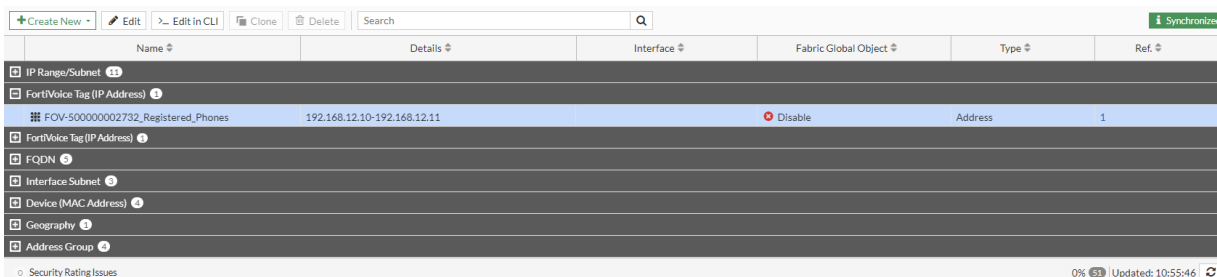 Create New Edit Edit in CLI Clone Delete Search Synchronized
Name Details Interface Fabric Global Object Type Ref.
IP Range/Subnet 11
FortiVoice Tag (IP Address) 1
FOV-500000002732_Registered_Phones 192.168.12.10-192.168.12.11 Disable Address 1
FortiVoice Tag (IP Address) 1
FQDN 5
Interface Subnet 3
Device (MAC Address) 4
Geography 1
Address Group 4
Security Rating Issues 0% 51 Updated: 10:55:46